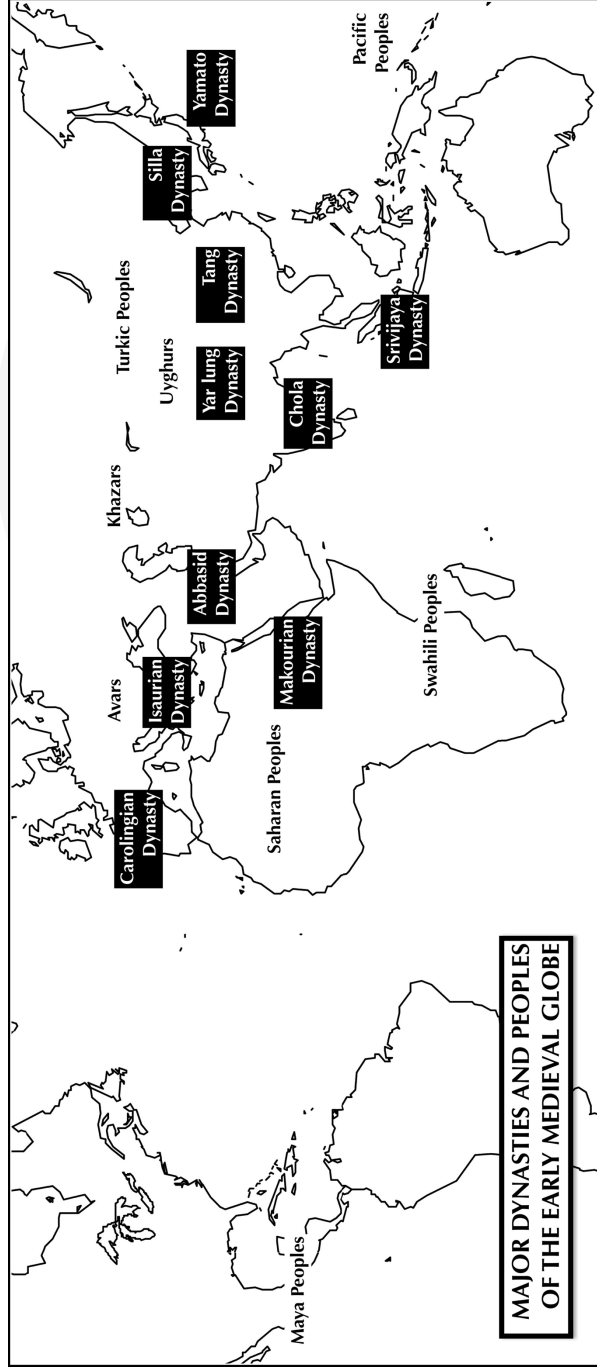 Pacific
Peoples
Yamato
Dynasty
Silla
Dynasty
Tang
Dynasty
Turkic Peoples
Uyghurs
Yar lung
Dynasty
Srivijaya
Dynasty
Chola
Dynasty
Khazars
Abbasid
Dynasty
Avars
Isaurian
Dynasty
Makourian
Dynasty
Swahili Peoples
Carolingian
Dynasty
Saharan Peoples
Maya Peoples
MAJOR DYNASTIES AND PEOPLES
OF THE EARLY MEDIEVAL GLOBE